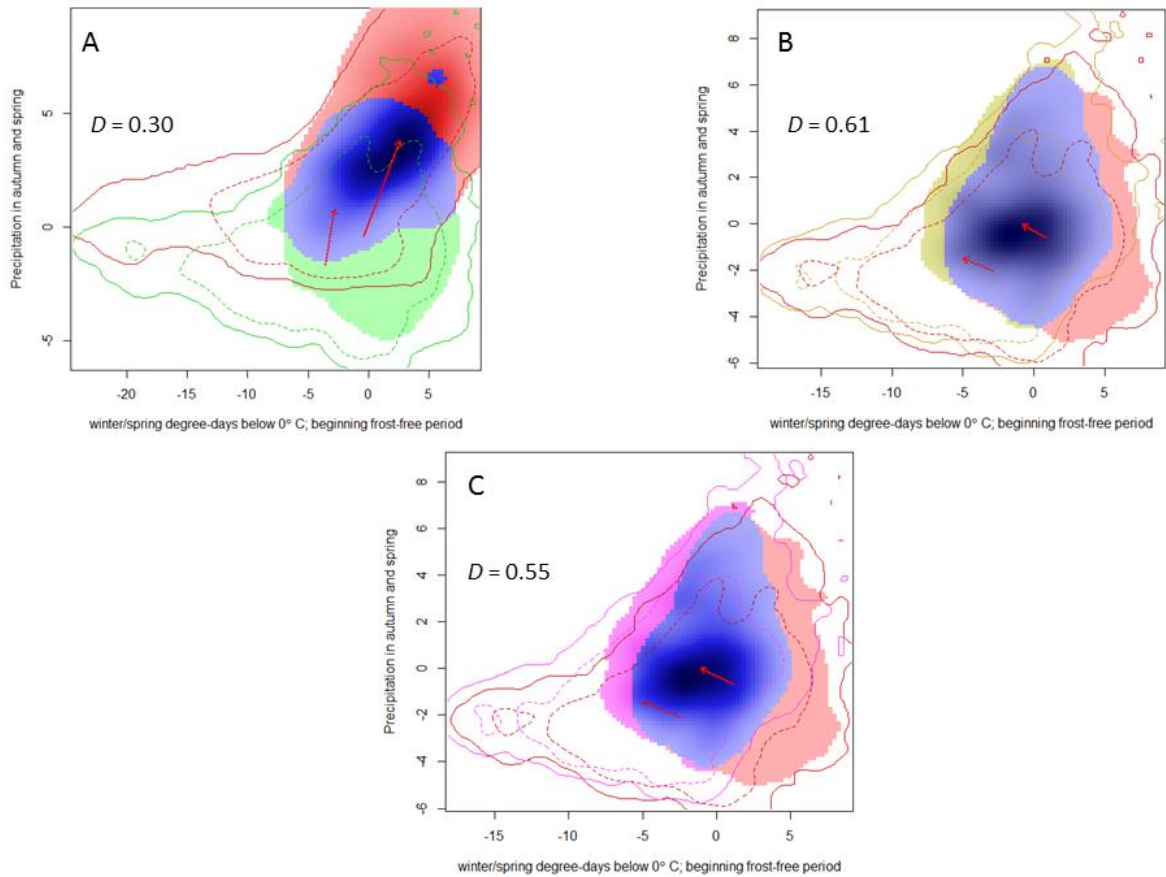 A
D = 0.30
Precipitation in autumn and spring
5
0
-5
-20
-15
-10
-5
0
5
winter/spring degree-days below 0° C; beginning frost-free period
B
D = 0.61
Precipitation in autumn and spring
8
6
4
2
0
-2
-4
-6
-15
-10
-5
0
5
winter/spring degree-days below 0° C; beginning frost-free period
C
D = 0.55
Precipitation in autumn and spring
8
6
4
2
0
-2
-4
-6
-15
-10
-5
0
5
winter/spring degree-days below 0° C; beginning frost-free period